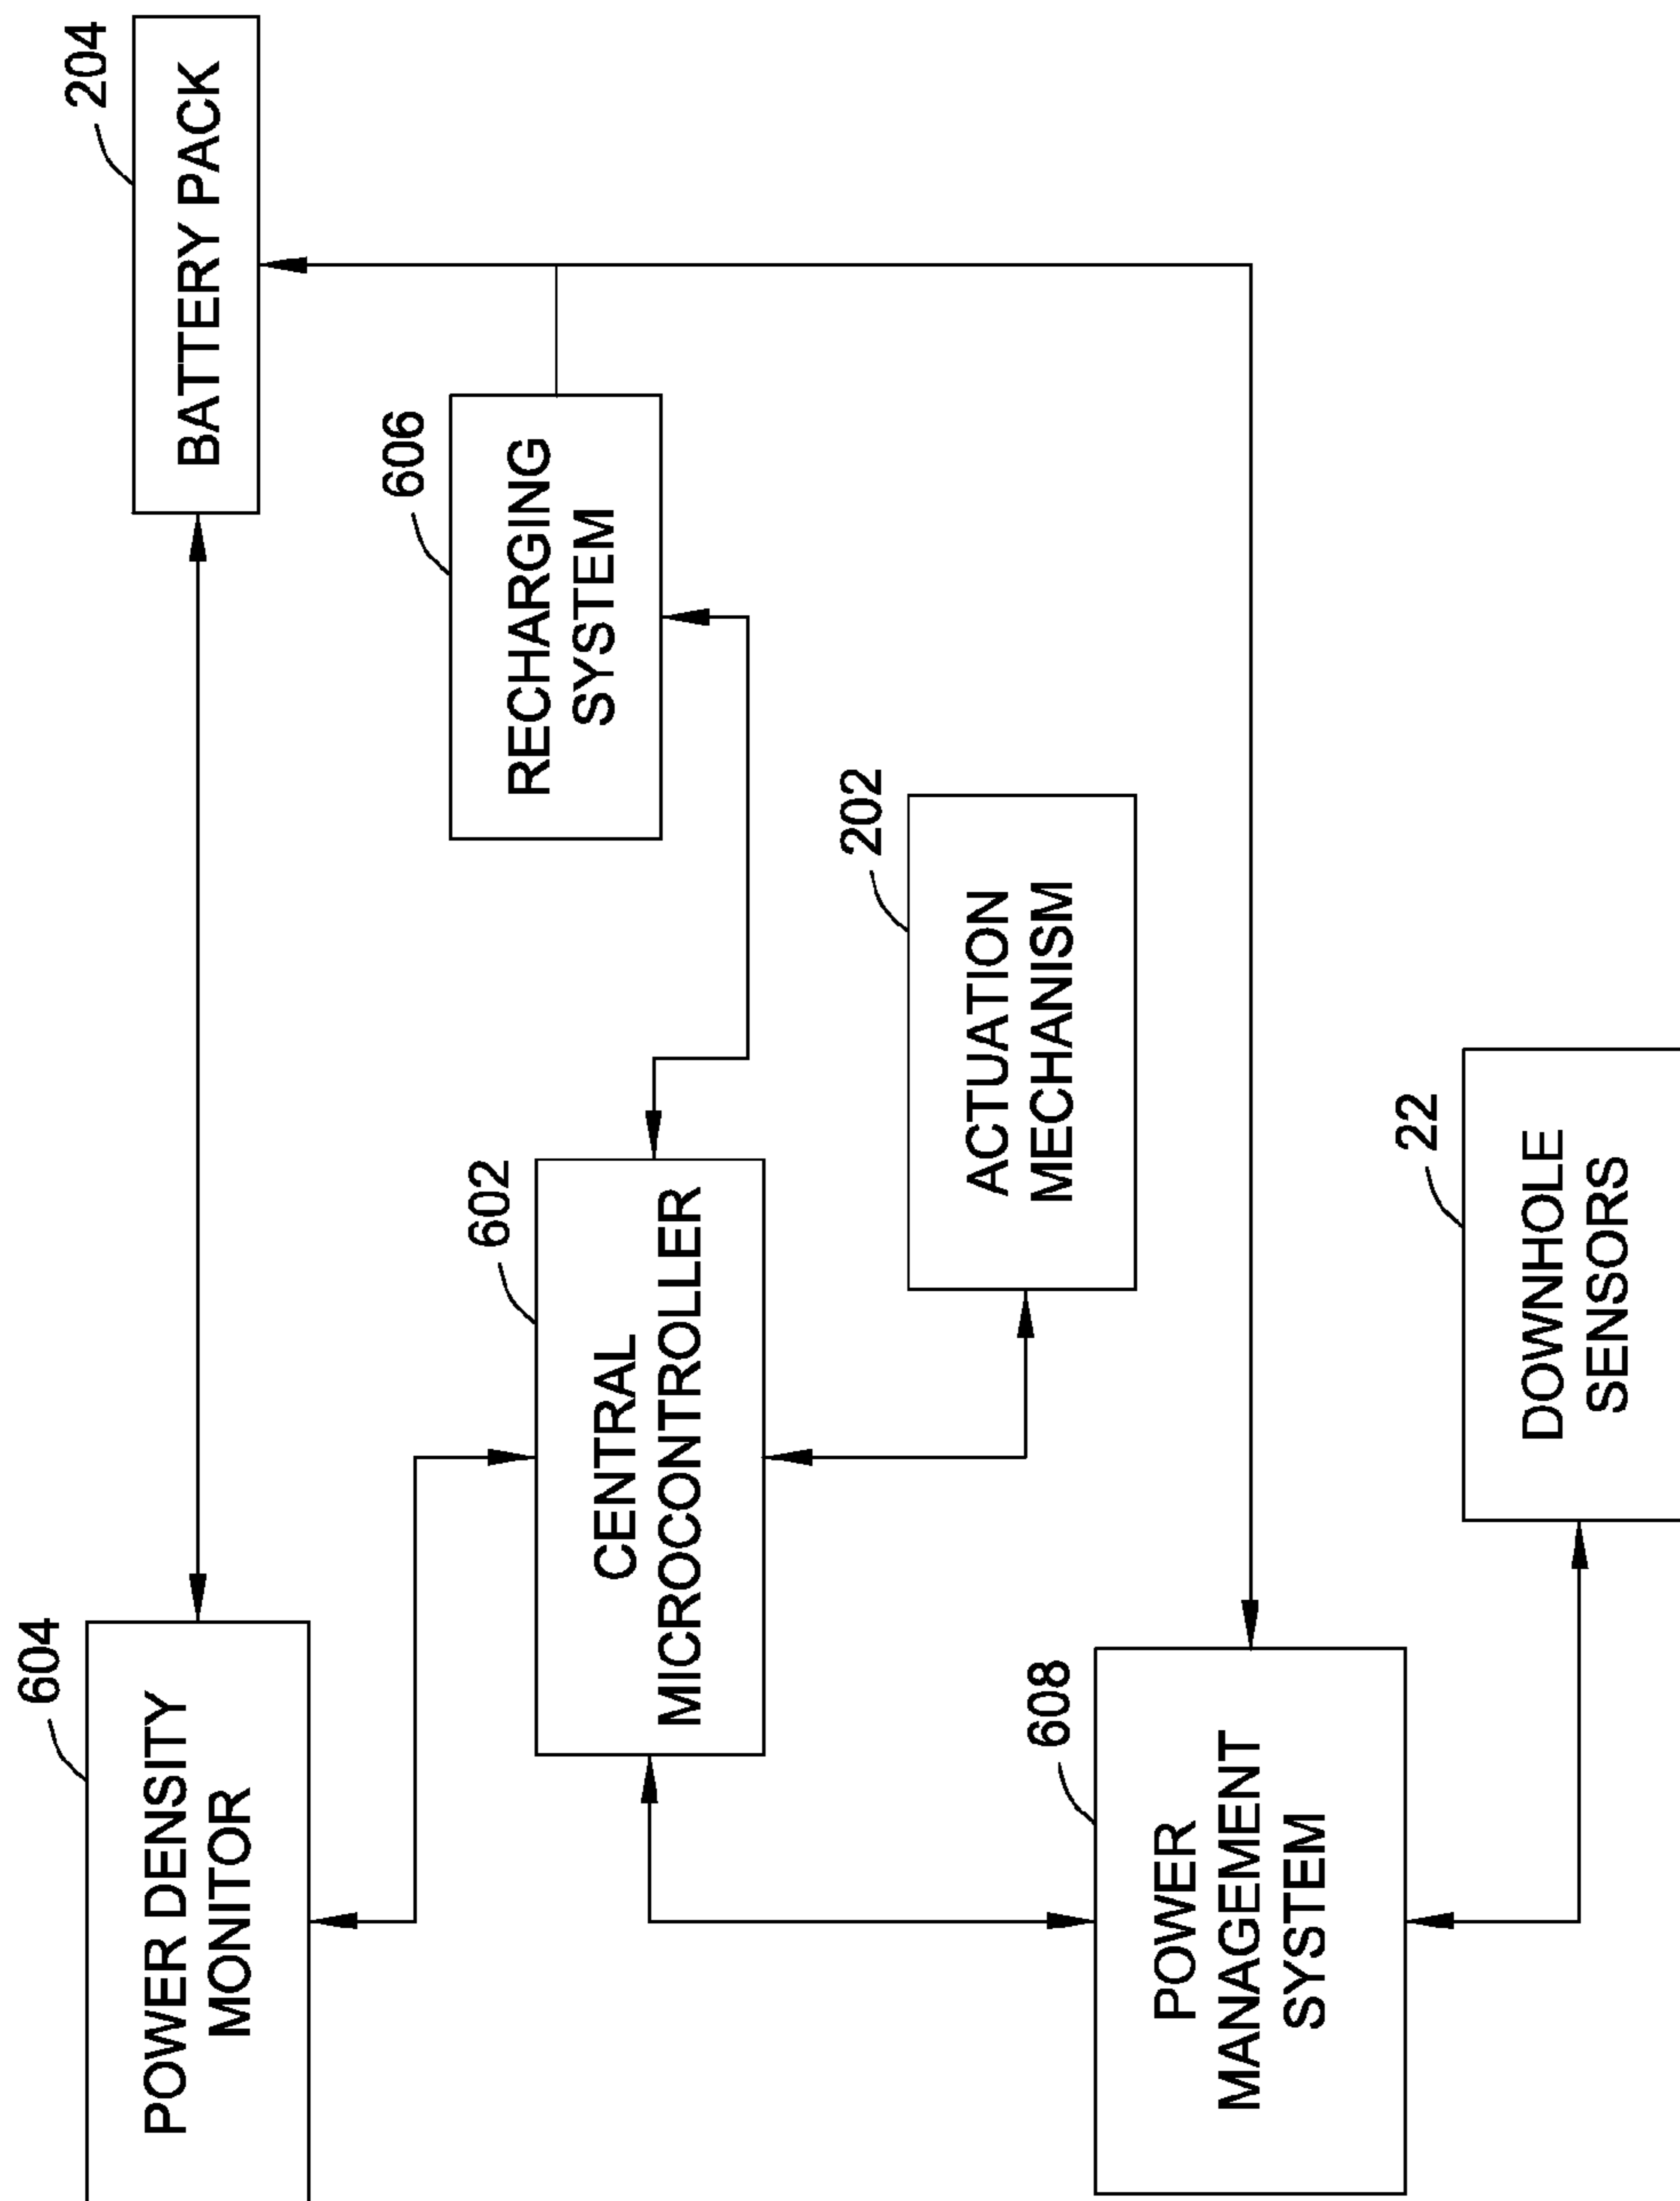 604
POWER DENSITY
MONITOR
204
BATTERY PACK
606
RECHARGING
SYSTEM
602
CENTRAL
MICROCONTROLLER
202
ACTUATION
MECHANISM
608
POWER
MANAGEMENT
SYSTEM
22
DOWNHOLE
SENSORS